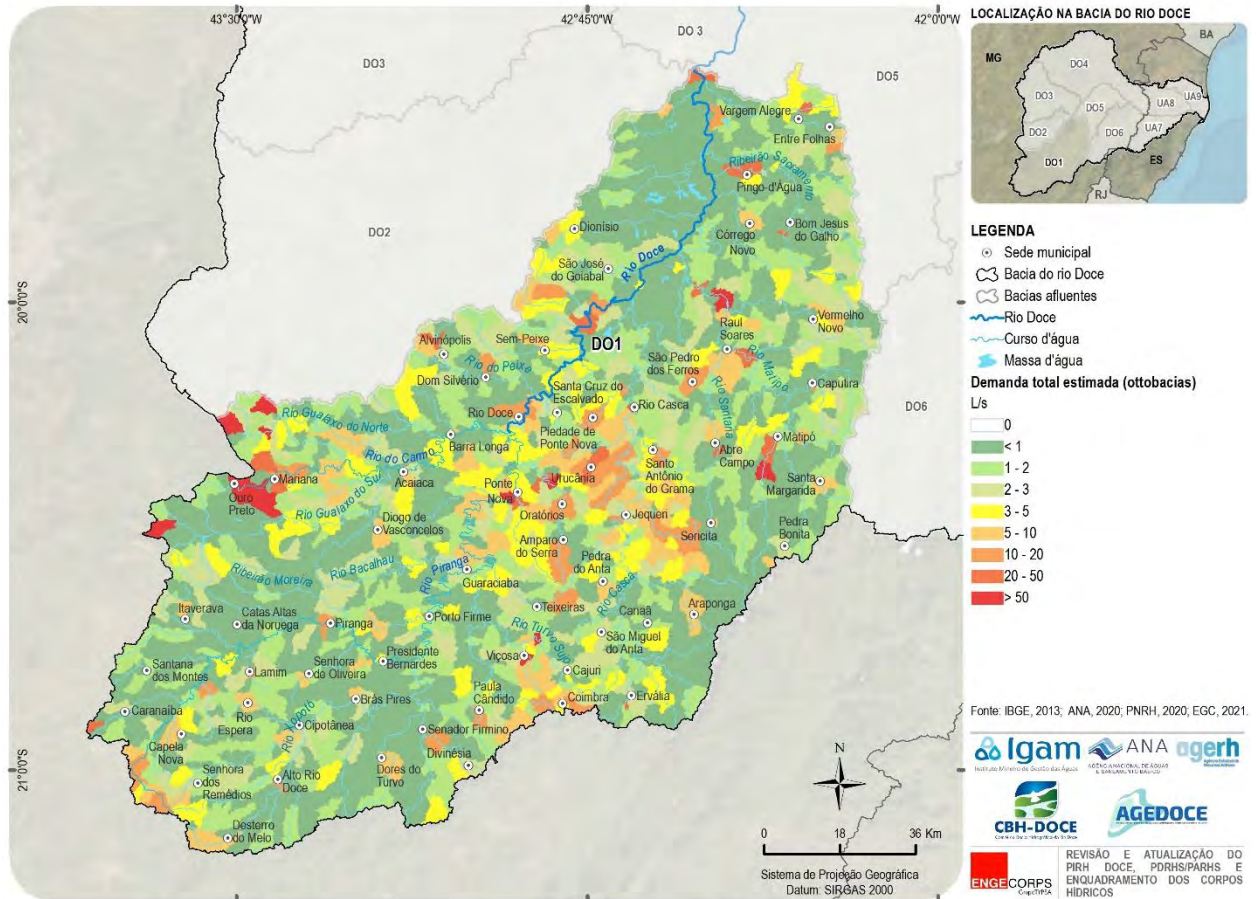 43°30'0"W
42°45'0"W
42°0'0"W
20°0'0"S
21°0'0"S
DO3
DO 3
DO5
DO2
DO6
DO1
Vargem Alegre
Entre Folhas
Ribeirão Sacramento
Pingo-d'Água
Córrego
Novo
Bom Jesus
do Galho
Dionísio
São José
do Goiabal
Rio Doce
Raul
Soares
Vermelho
Novo
Alvinópolis
Sem-Peixe
Rio do Peixe
Dom Silvério
São Pedro
dos Ferros
Rio Matipó
Santa Cruz do
Escalvado
Rio Santana
Caputira
Rio Gualaxo do Norte
Rio Doce
Rio Casca
Piedade de
Ponte Nova
Barra Longa
Abre
Campo
Matipó
Rio do Carmo
Mariana
Acaiaca
Urucânia
Santo
Antônio
do Grama
Santa
Margarida
Ouro
Preto
Rio Gualaxo do Sul
Ponte
Nova
Oratórios
Jequeri
Diogo de
Vasconcelos
Sericita
Pedra
Bonita
Amparo
do Serra
Rio Bacalhau
Rio Piranga
Guaraciaba
Pedra
do Anta
Ribeirão Moreira
Rio Casca
Itaverava
Catas Altas
da Noruega
Piranga
Porto Firme
Teixeiras
Canaã
Araponga
Rio Turvo Sujo
São Miguel
do Anta
Viçosa
Santana
dos Montes
Lamim
Senhora
de Oliveira
Presidente
Bernardes
Cajuri
Caranaíba
Rio
Espera
Brás Pires
Paula
Cândido
Coimbra
Ervália
Rio Xopotó
Cipotânea
Senador Firmino
Capela
Nova
Divinésia
Senhora
dos
Remédios
Alto Rio
Doce
Dores do
Turvo
Desterro
do Melo
N
0 18 36 Km
Sistema de Projeção Geográfica
Datum: SIRGAS 2000
LOCALIZAÇÃO NA BACIA DO RIO DOCE
MG
BA
DO4
DO3
DO5
UA8
UA9
DO2
DO6
UA7
DO1
ES
RJ
LEGENDA
Sede municipal
Bacia do rio Doce
Bacias afluentes
Rio Doce
Curso d'água
Massa d'água
Demanda total estimada (ottobacias)
L/s
0
< 1
1 - 2
2 - 3
3 - 5
5 - 10
10 - 20
20 - 50
> 50
Fonte: IBGE, 2013; ANA, 2020; PNRH, 2020; EGC, 2021.
Igam
Instituto Mineiro de Gestão das Águas
ANA
AGÊNCIA NACIONAL DE ÁGUAS
E SANEAMENTO BÁSICO
agerh
CBH-DOCE
AGEDOCE
ENGECORPS
REVISÃO E ATUALIZAÇÃO DO
PIRH DOCE, PDRHS/PARHS E
ENQUADRAMENTO DOS CORPOS
HÍDRICOS